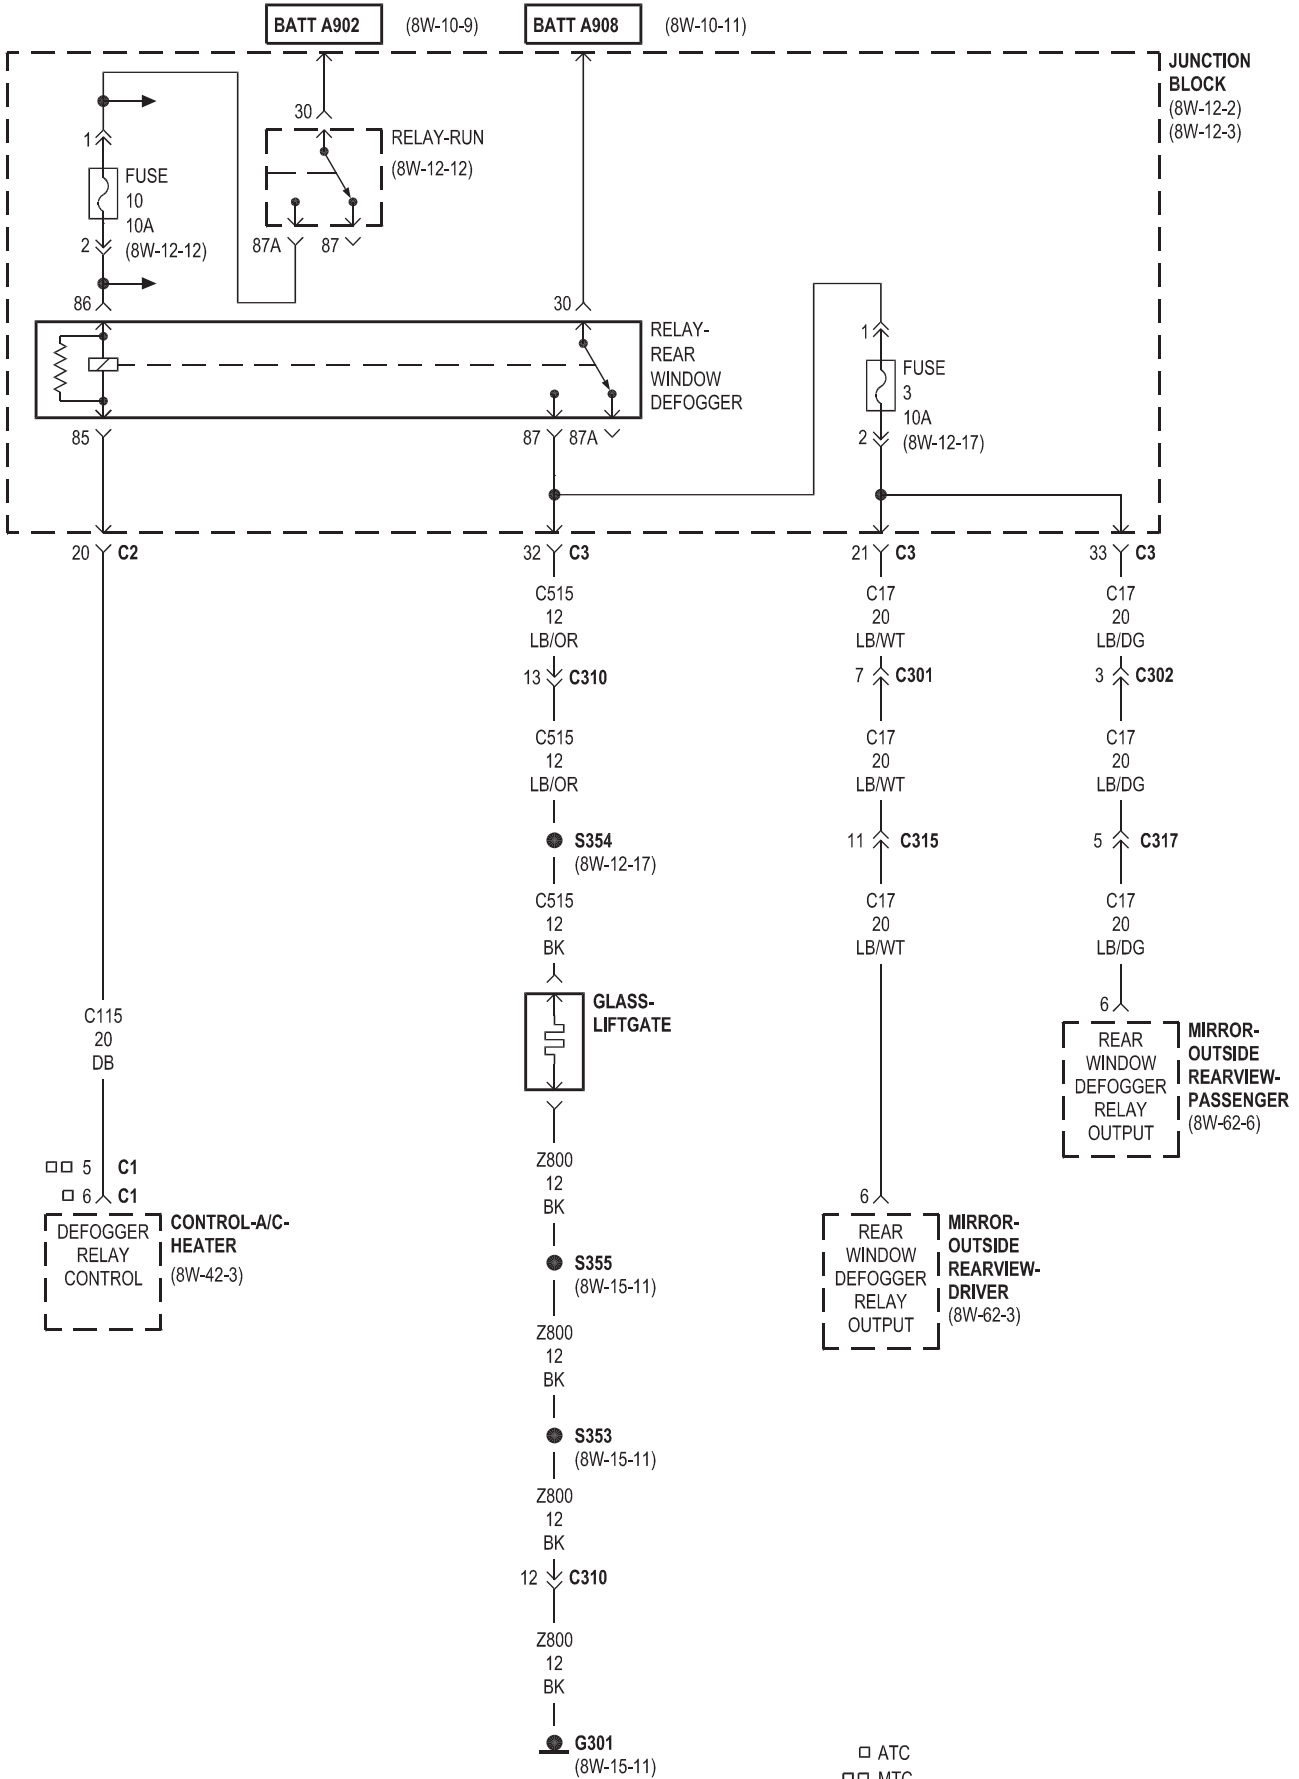 BATT A902 (8W-10-9) BATT A908 (8W-10-11)
JUNCTION
BLOCK
(8W-12-2)
(8W-12-3)
30
RELAY-RUN
(8W-12-12)
87A 87
1
FUSE
10
10A
(8W-12-12)
2
86
30
RELAY-
REAR
WINDOW
DEFOGGER
85
87 87A
1
FUSE
3
10A
(8W-12-17)
2
20 C2
32 C3
21 C3
33 C3
C515
12
LB/OR
13 C310
C515
12
LB/OR
S354
(8W-12-17)
C515
12
BK
GLASS-
LIFTGATE
Z800
12
BK
S355
(8W-15-11)
Z800
12
BK
S353
(8W-15-11)
Z800
12
BK
12 C310
Z800
12
BK
G301
(8W-15-11)
C17
20
LB/WT
7 C301
C17
20
LB/WT
11 C315
C17
20
LB/WT
6
REAR
WINDOW
DEFOGGER
RELAY
OUTPUT
MIRROR-
OUTSIDE
REARVIEW-
DRIVER
(8W-62-3)
C17
20
LB/DG
3 C302
C17
20
LB/DG
5 C317
C17
20
LB/DG
6
REAR
WINDOW
DEFOGGER
RELAY
OUTPUT
MIRROR-
OUTSIDE
REARVIEW-
PASSENGER
(8W-62-6)
C115
20
DB
5 C1
6 C1
DEFOGGER
RELAY
CONTROL
CONTROL-A/C-
HEATER
(8W-42-3)
ATC
MTC